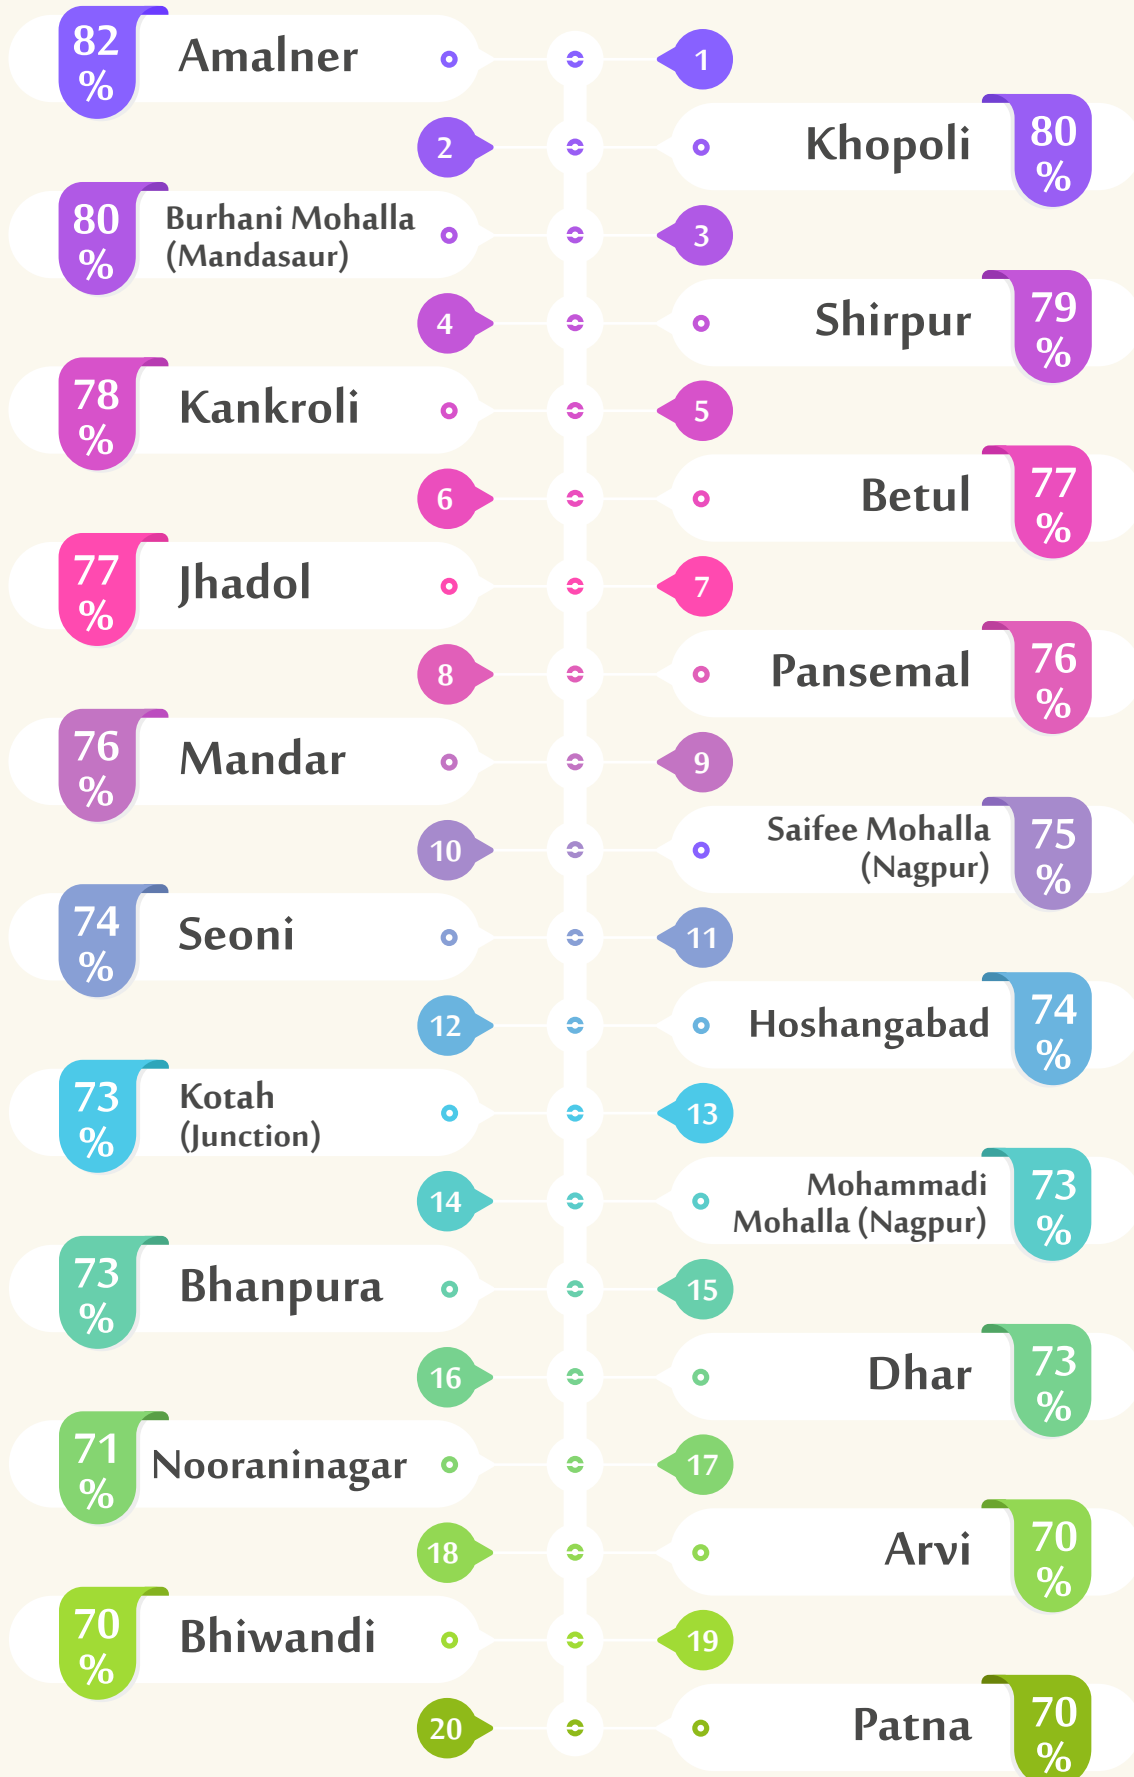 82
%
Amalner
1
2
Khopoli
80
%
80
%
Burhani Mohalla
(Mandasaur)
3
4
Shirpur
79
%
78
%
Kankroli
5
6
Betul
77
%
77
%
Jhadol
7
8
Pansemal
76
%
76
%
Mandar
9
10
Saifee Mohalla
(Nagpur)
75
%
74
%
Seoni
11
12
Hoshangabad
74
%
73
%
Kotah
(Junction)
13
14
Mohammadi
Mohalla (Nagpur)
73
%
73
%
Bhanpura
15
16
Dhar
73
%
71
%
Nooraninagar
17
18
Arvi
70
%
70
%
Bhiwandi
19
20
Patna
70
%